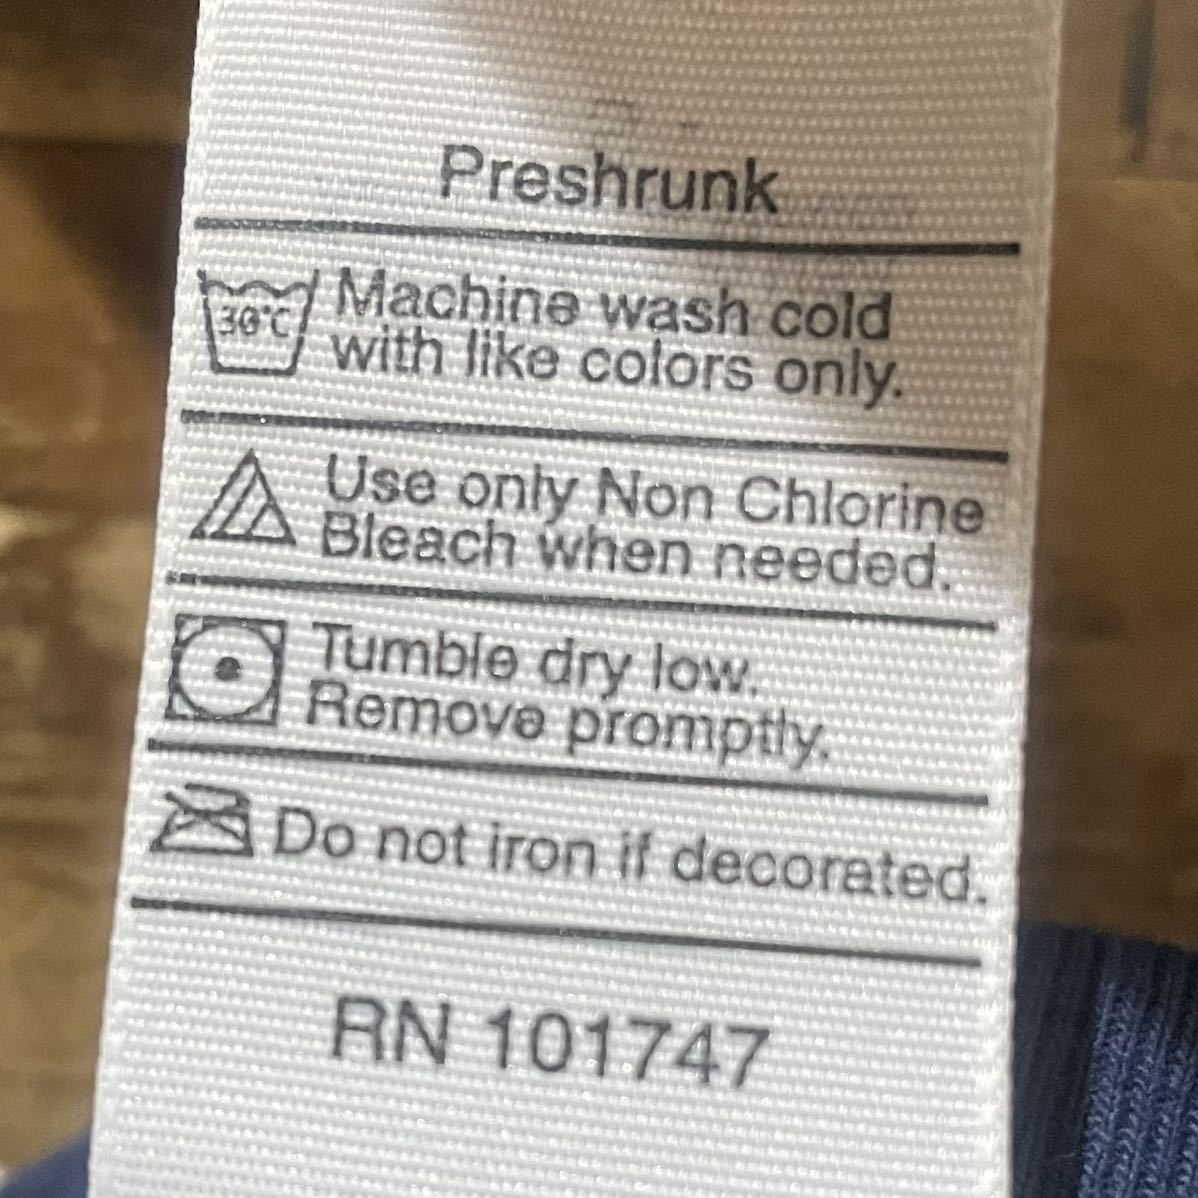 Preshrunk
30°C Machine wash cold
with like colors only.
Use only Non Chlorine
Bleach when needed.
Tumble dry low.
Remove promptly.
Do not iron if decorated.
RN 101747